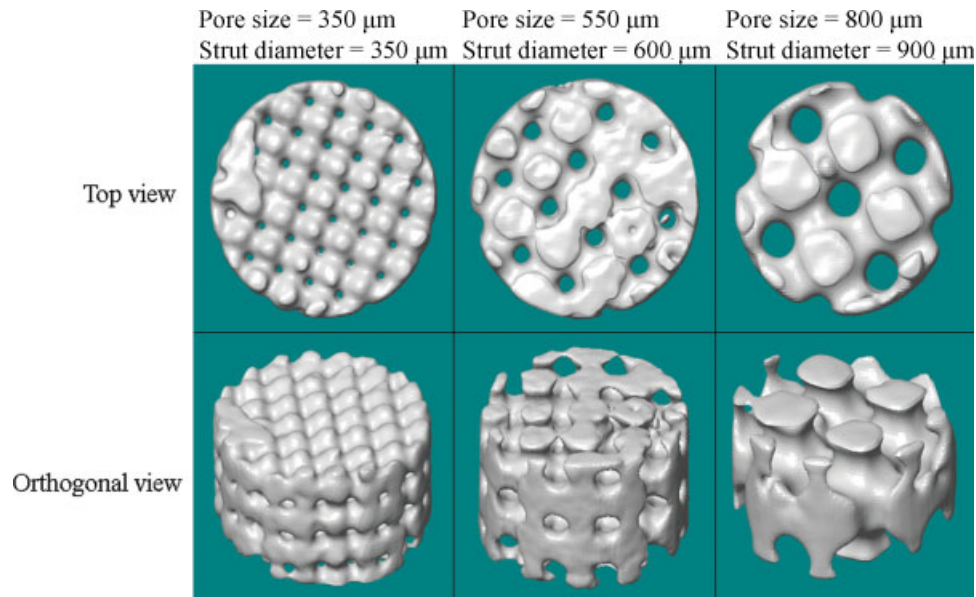 Pore size = 350 μm
Strut diameter = 350 μm
Pore size = 550 μm
Strut diameter = 600 μm
Pore size = 800 μm
Strut diameter = 900 μm
Top view
Orthogonal view